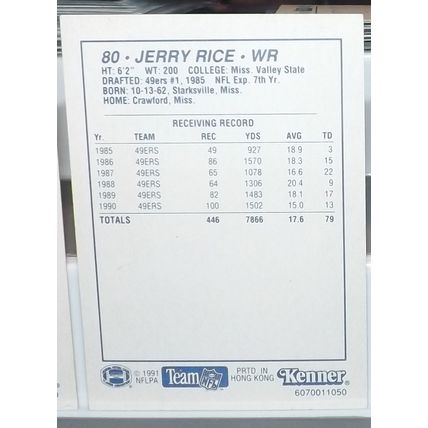 80 • JERRY RICE • WR
HT: 6'2" WT: 200 COLLEGE: Miss. Valley State
DRAFTED: 49ers #1, 1985 NFL Exp. 7th Yr.
BORN: 10-13-62, Starksville, Miss.
HOME: Crawford, Miss.
RECEIVING RECORD
Yr. TEAM REC YDS AVG TD
1985 49ERS 49 927 18.9 3
1986 49ERS 86 1570 18.3 15
1987 49ERS 65 1078 16.6 22
1988 49ERS 64 1306 20.4 9
1989 49ERS 82 1483 18.1 17
1990 49ERS 100 1502 15.0 13
TOTALS 446 7866 17.6 79
© 1991 NFLPA Team NFL PRTD. IN HONG KONG Kenner
6070011050